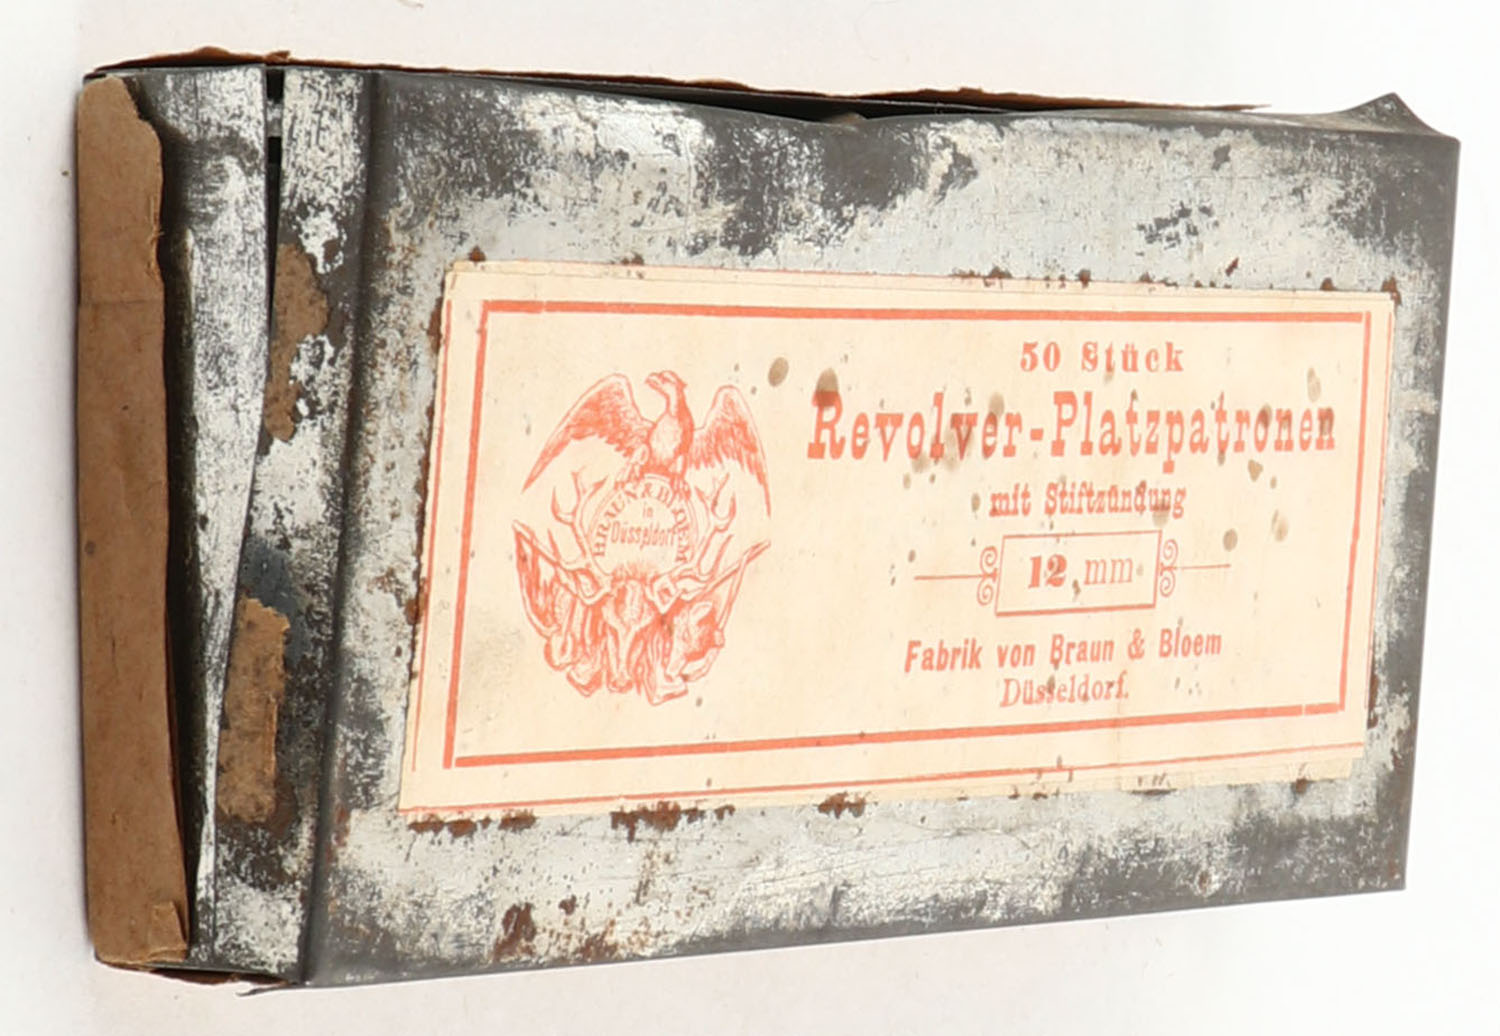 BRAUN & BLOEM
in
Düsseldorf
50 Stück
Revolver-Platzpatronen
mit Stiftzündung
12 mm
Fabrik von Braun & Bloem
Düsseldorf.